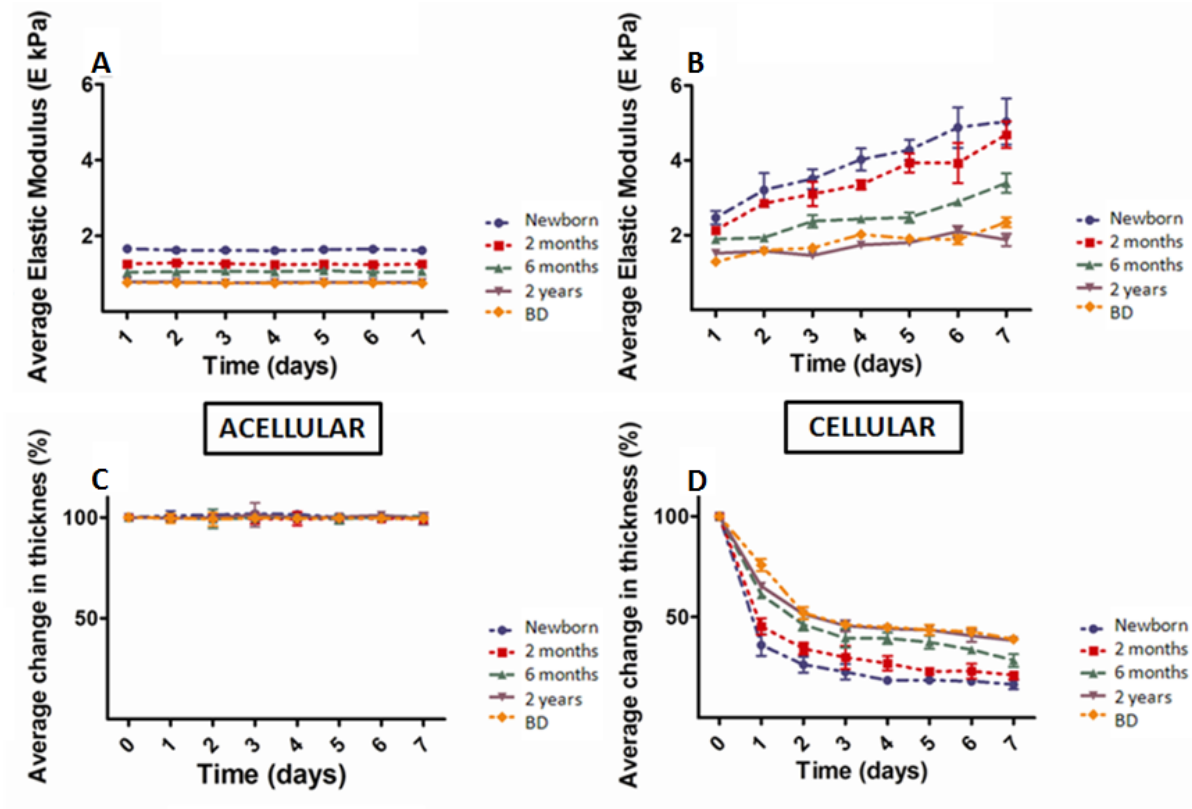 A
Average Elastic Modulus (E kPa)
6
4
2
1 2 3 4 5 6 7
Time (days)
Newborn
2 months
6 months
2 years
BD
B
Average Elastic Modulus (E kPa)
6
4
2
1 2 3 4 5 6 7
Time (days)
Newborn
2 months
6 months
2 years
BD
ACELLULAR
CELLULAR
C
Average change in thicknes (%)
100
50
0 1 2 3 4 5 6 7
Time (days)
Newborn
2 months
6 months
2 years
BD
D
Average change in thickness (%)
100
50
0 1 2 3 4 5 6 7
Time (days)
Newborn
2 months
6 months
2 years
BD